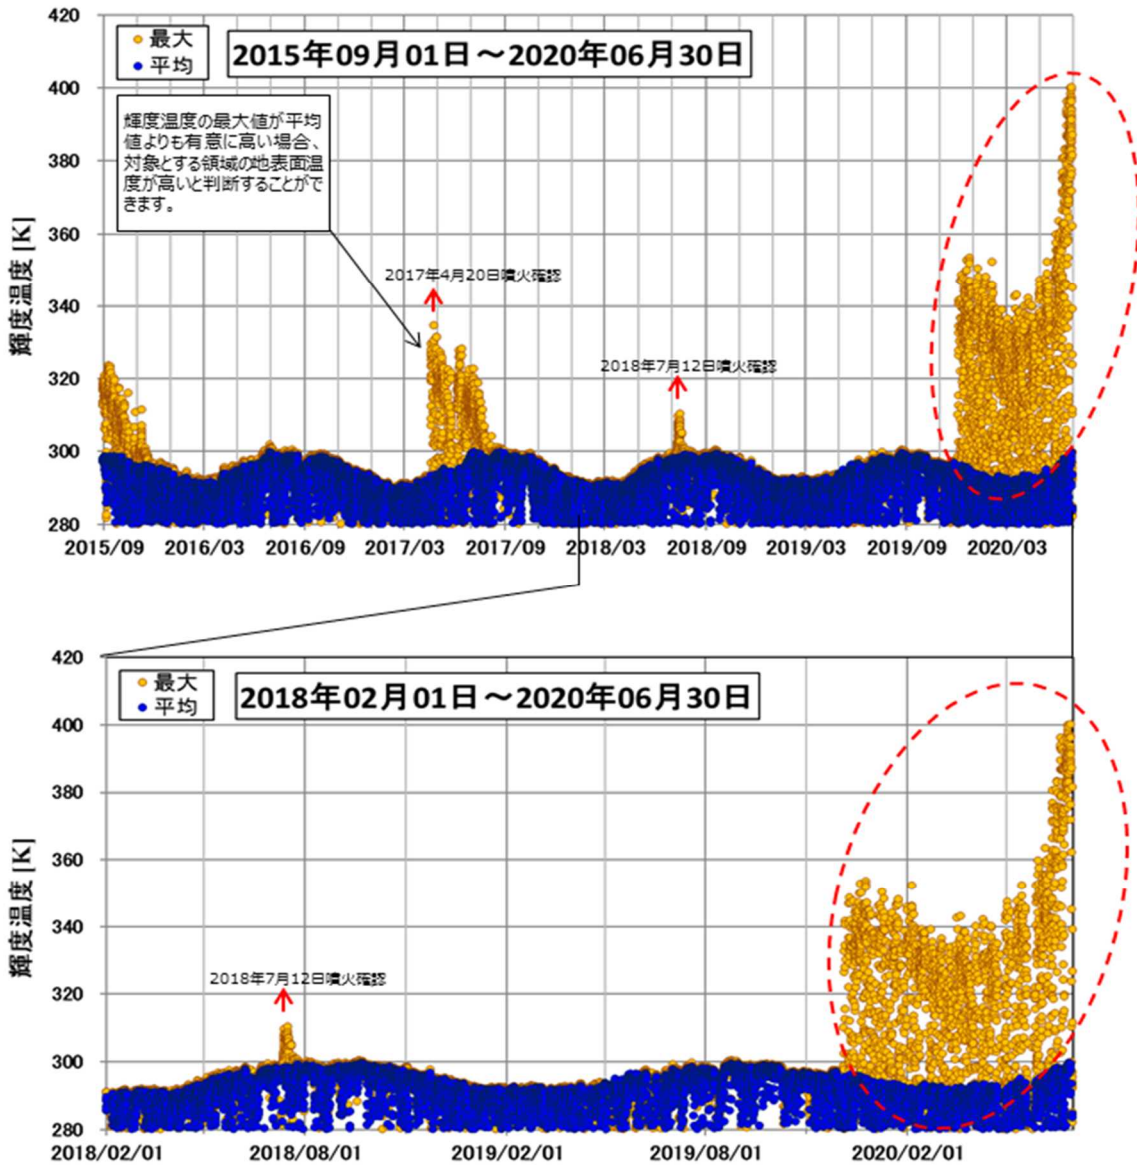 420
最大
平均
2015年09月01日～2020年06月30日
400
輝度温度の最大値が平均
値よりも有意に高い場合、
対象とする領域の地表面温
度が高いと判断することがで
きます。
380
360
2017年4月20日噴火確認
340
2018年7月12日噴火確認
320
300
280
輝度温度 [K]
2015/09
2016/03
2016/09
2017/03
2017/09
2018/03
2018/09
2019/03
2019/09
2020/03
420
最大
平均
2018年02月01日～2020年06月30日
400
380
360
340
2018年7月12日噴火確認
320
300
280
輝度温度 [K]
2018/02/01
2018/08/01
2019/02/01
2019/08/01
2020/02/01